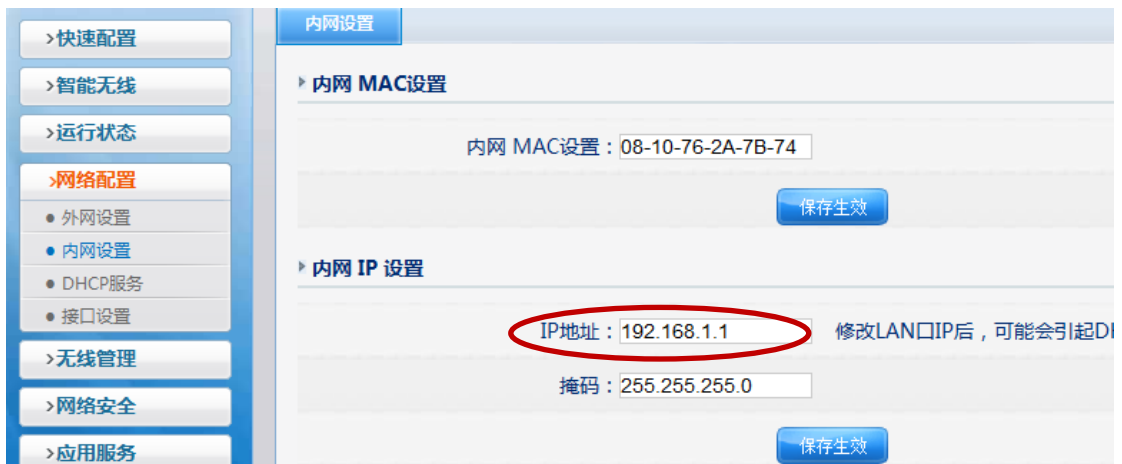 >快速配置
>智能无线
>运行状态
>网络配置
● 外网设置
● 内网设置
● DHCP服务
● 接口设置
>无线管理
>网络安全
>应用服务
内网设置
内网 MAC设置
内网 MAC设置：08-10-76-2A-7B-74
保存生效
内网 IP 设置
IP地址：192.168.1.1 修改LAN口IP后，可能会引起D
掩码：255.255.255.0
保存生效